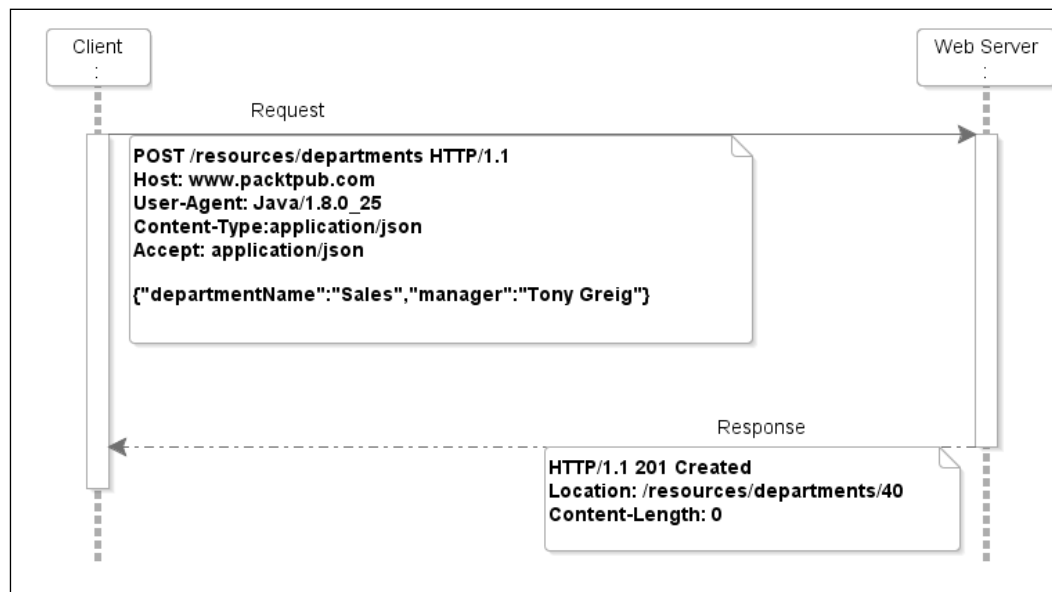 Client
:
Web Server
:
Request
POST /resources/departments HTTP/1.1
Host: www.packtpub.com
User-Agent: Java/1.8.0_25
Content-Type:application/json
Accept: application/json
{"departmentName":"Sales","manager":"Tony Greig"}
Response
HTTP/1.1 201 Created
Location: /resources/departments/40
Content-Length: 0